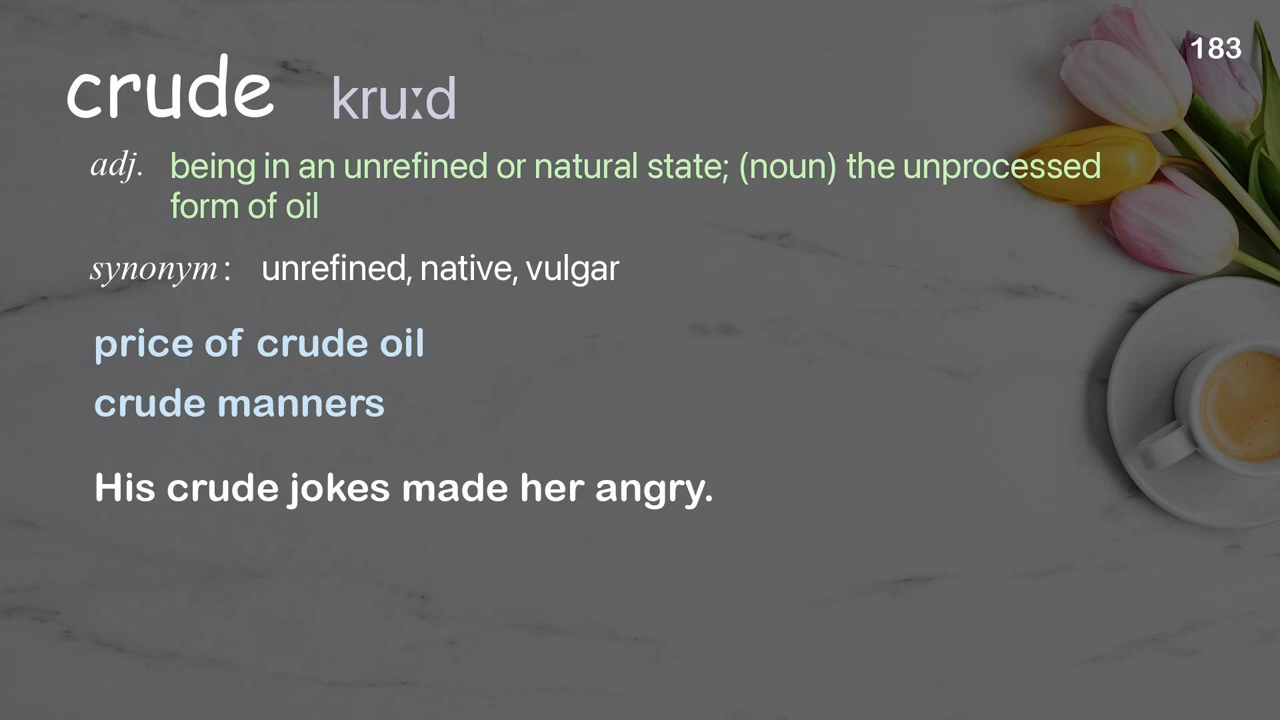 183
crude kruːd
adj. being in an unrefined or natural state; (noun) the unprocessed
form of oil
synonym : unrefined, native, vulgar
price of crude oil
crude manners
His crude jokes made her angry.